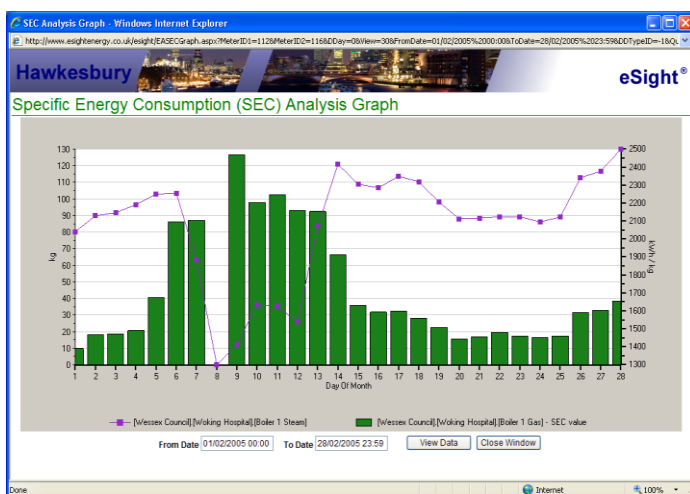 SEC Analysis Graph - Windows Internet Explorer
http://www.esightenergy.co.uk/esight/EASECGraph.aspx?MeterID1=112&MeterID2=116&DDay=0&View=30&FromDate=01/02/2005%2000:00&ToDate=28/02/2005%2023:59&DDTypeID=-1&Qu
Hawkesbury eSight®
Specific Energy Consumption (SEC) Analysis Graph
130 2500
120 2400
110 2300
100 2200
90 2100
80 2000
70 1900
60 1800
50 1700
40 1600
30 1500
20 1400
10 1300
0
kg
kWh / kg
1 2 3 4 5 6 7 8 9 10 11 12 13 14 15 16 17 18 19 20 21 22 23 24 25 26 27 28
Day Of Month
[Wessex Council],[Woking Hospital],[Boiler 1 Steam] [Wessex Council],[Woking Hospital],[Boiler 1 Gas] - SEC value
From Date 01/02/2005 00:00 To Date 28/02/2005 23:59 View Data Close Window
Done Internet 100%